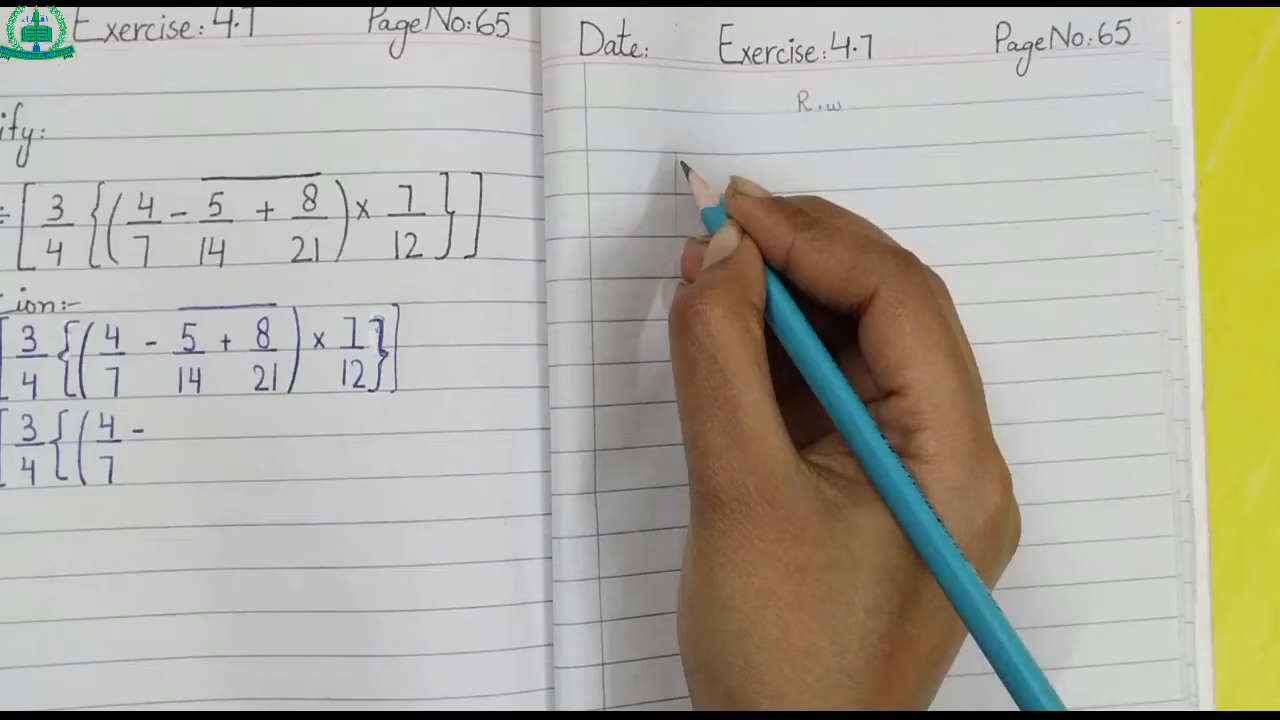 Exercise: 4.7 Page No: 65
ify:
÷ [ 3/4 { ( 4/7 - 5/14 + 8/21 ) × 7/12 } ]
ion:-
[ 3/4 { ( 4/7 - 5/14 + 8/21 ) × 7/12 } ]
[ 3/4 { ( 4/7 -
Date: Exercise: 4.7 Page No: 65
R.w